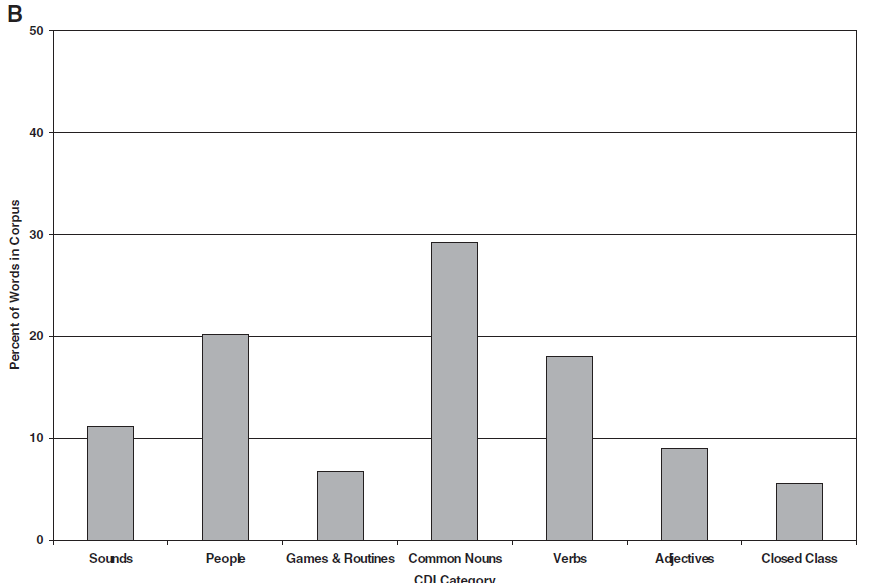 B
50
40
30
20
10
0
Percent of Words in Corpus
Sounds People Games & Routines Common Nouns Verbs Adjectives Closed Class
CDI Category